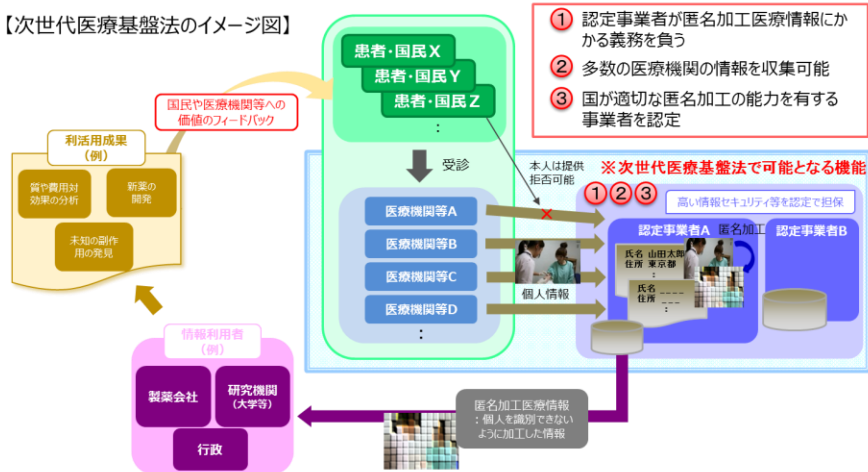 【次世代医療基盤法のイメージ図】
① 認定事業者が匿名加工医療情報にか
かる義務を負う
② 多数の医療機関の情報を収集可能
③ 国が適切な匿名加工の能力を有する
事業者を認定
患者・国民X
患者・国民Y
患者・国民Z
:
国民や医療機関等への
価値のフィードバック
利活用成果
(例)
質や費用対
効果の分析
新薬の
開発
未知の副作
用の発見
受診
本人は提供
拒否可能
※次世代医療基盤法で可能となる機能
①②③
高い情報セキュリティ等を認定で担保
医療機関等A
医療機関等B
医療機関等C
医療機関等D
:
個人情報
認定事業者A
匿名加工
認定事業者B
氏名 山田太郎
住所 東京都
:
氏名 ____
住所 ___
:
情報利用者
(例)
製薬会社
研究機関
(大学等)
行政
匿名加工医療情報
:個人を識別できない
ように加工した情報